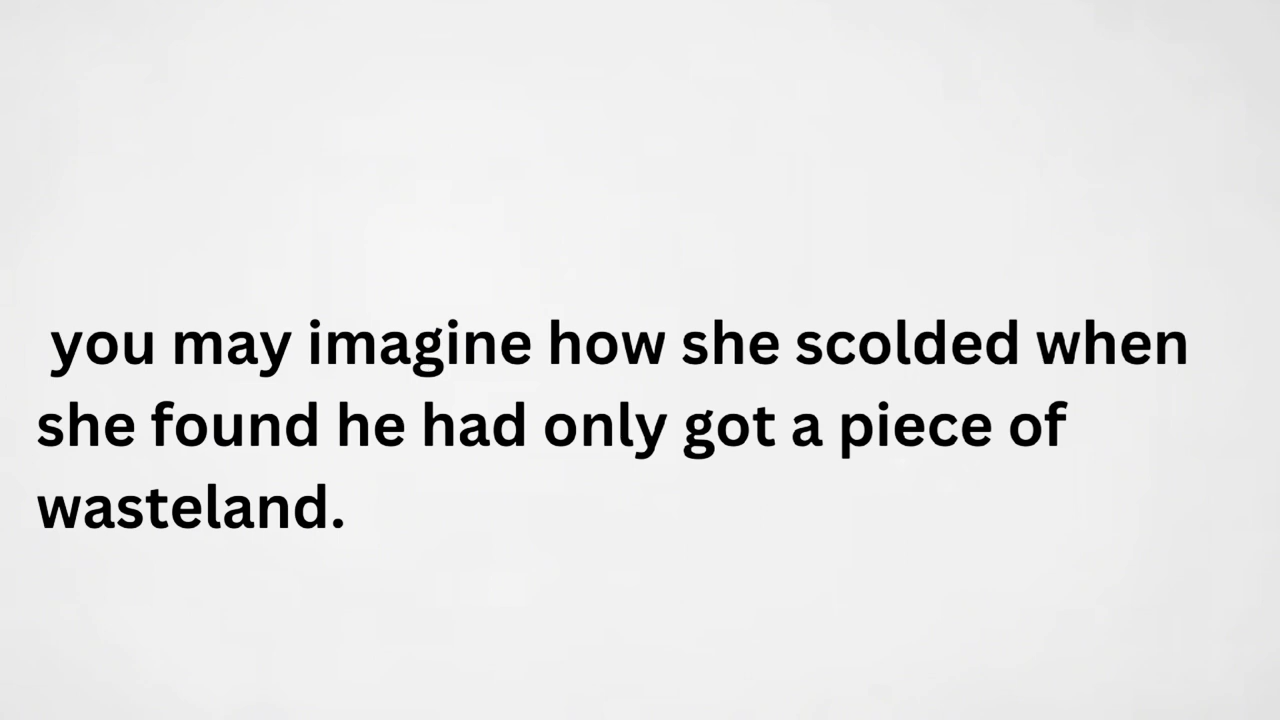 you may imagine how she scolded when
she found he had only got a piece of
wasteland.